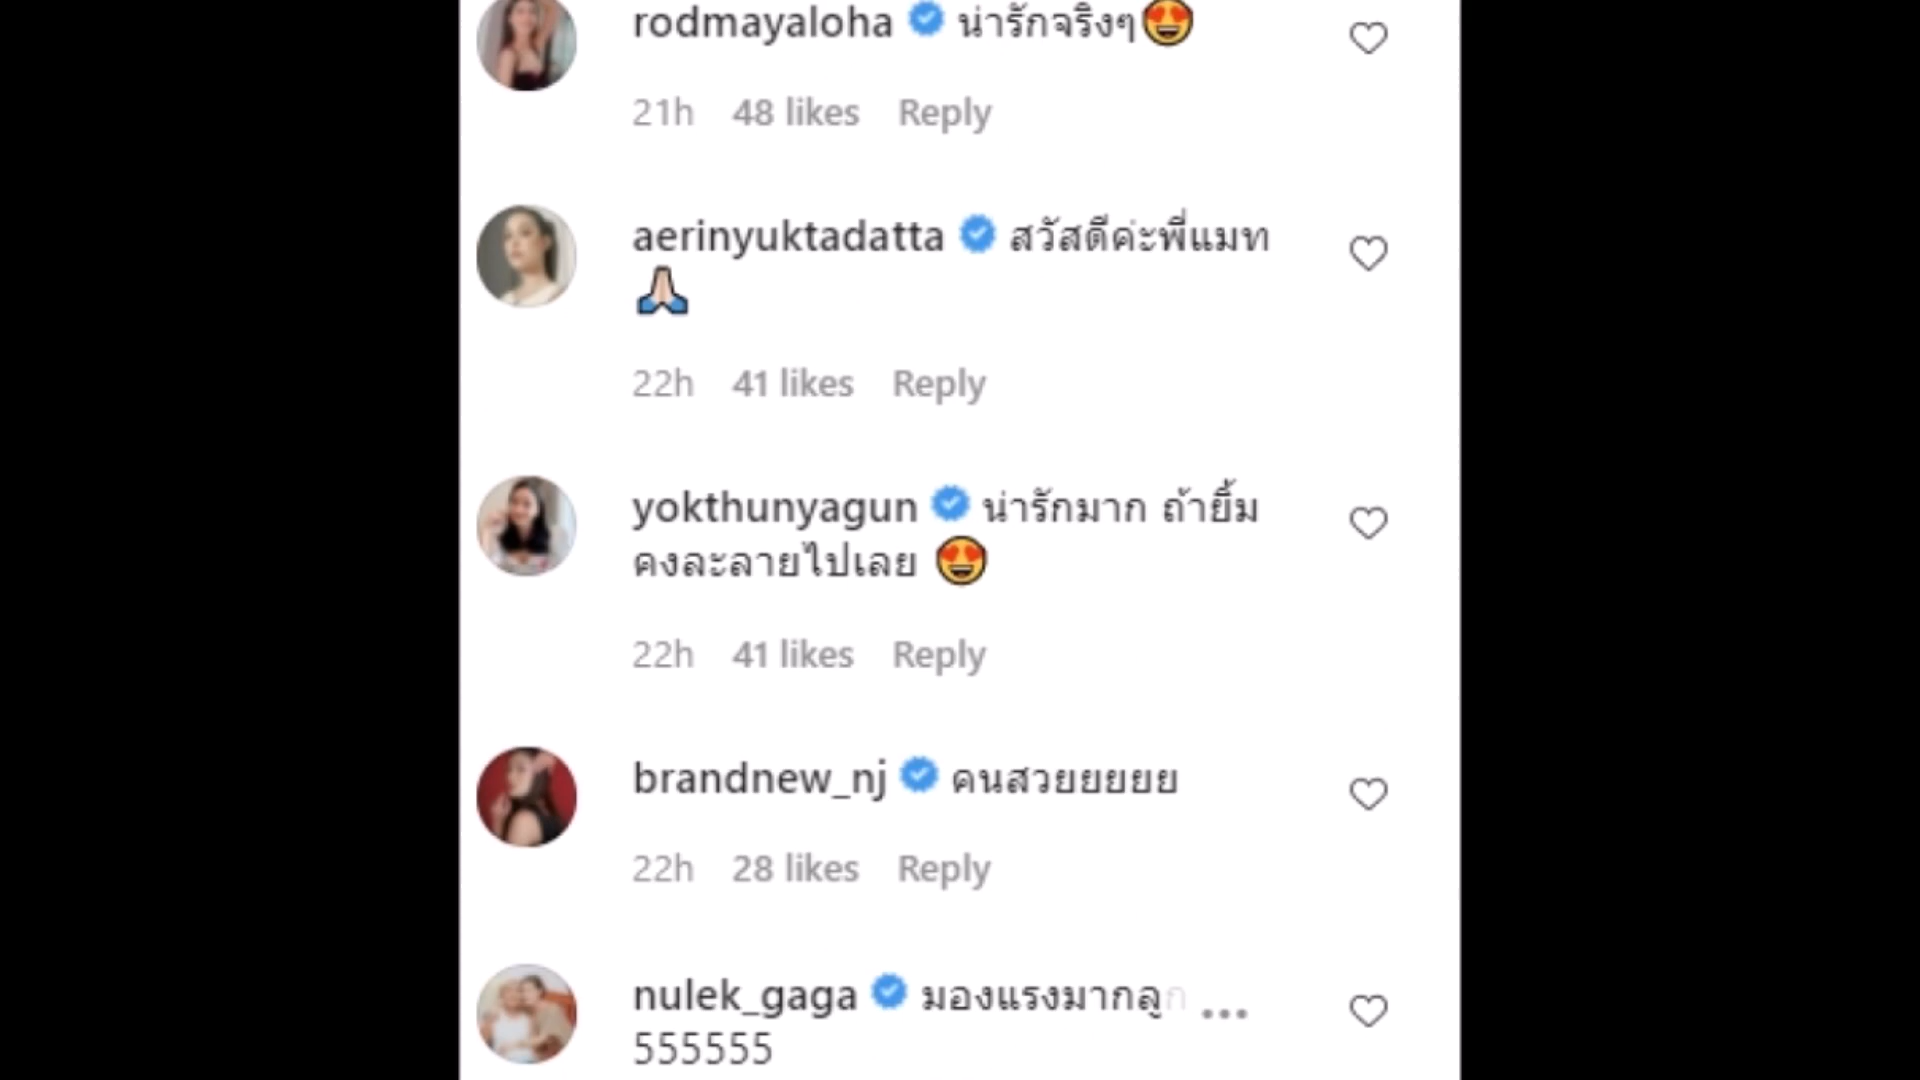 rodmayaloha น่ารักจริงๆ😍
21h 48 likes Reply
aerinyuktadatta สวัสดีค่ะพี่แมท
🙏🏻
22h 41 likes Reply
yokthunyagun น่ารักมาก ถ้ายิ้ม
คงละลายไปเลย 😍
22h 41 likes Reply
brandnew_nj คนสวยยยยย
22h 28 likes Reply
nulek_gaga มองแรงมากลูก ...
555555